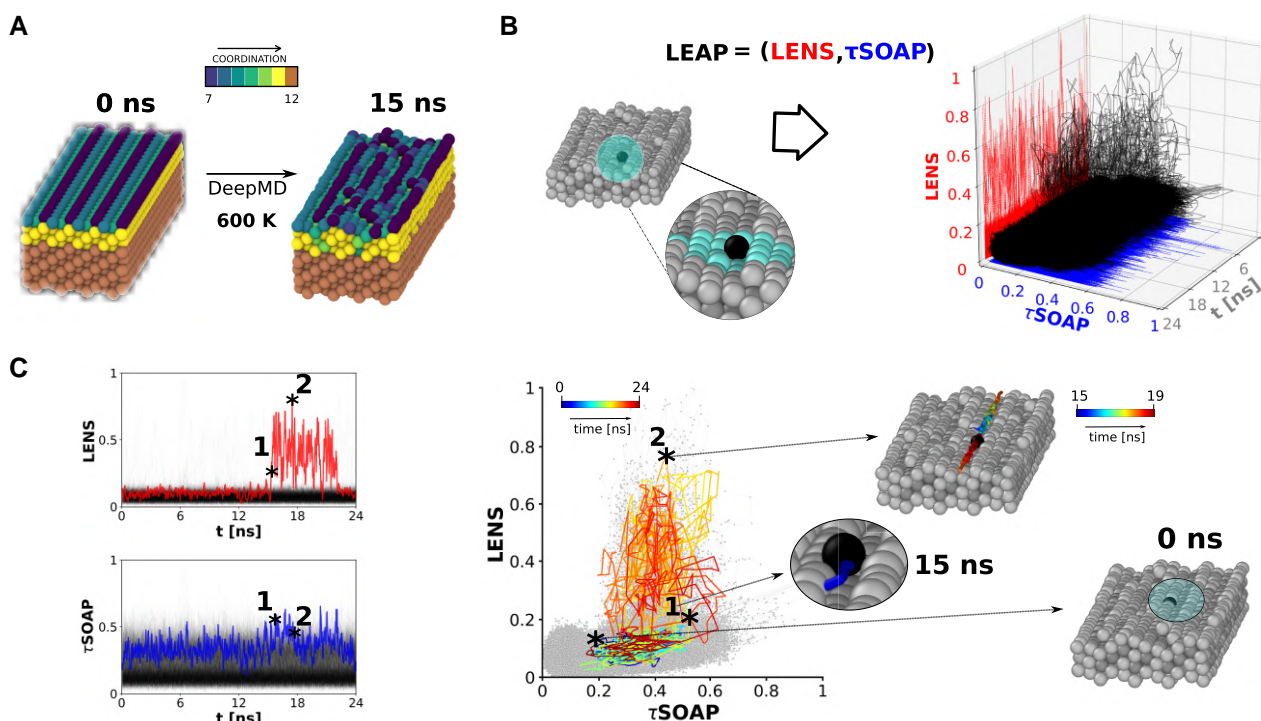 A
COORDINATION
7 12
0 ns
15 ns
DeepMD
600 K
B
LEAP = (LENS,τSOAP)
LENS
1
0.8
0.6
0.4
0.2
0
0
0.2
0.4
0.6
0.8
1
τSOAP
24
18
12
6
t [ns]
C
LENS
1
0.5
0
1
* 2
*
0 6 12 18 24
t [ns]
τSOAP
1
0.5
0
1
* 2
*
0 6 12 18 24
t [ns]
0 24
time [ns]
LENS
1.0
0.8
0.6
0.4
0.2
0
2
*
1
*
*
0 0.2 0.4 0.6 0.8 1
τSOAP
15 19
time [ns]
15 ns
0 ns